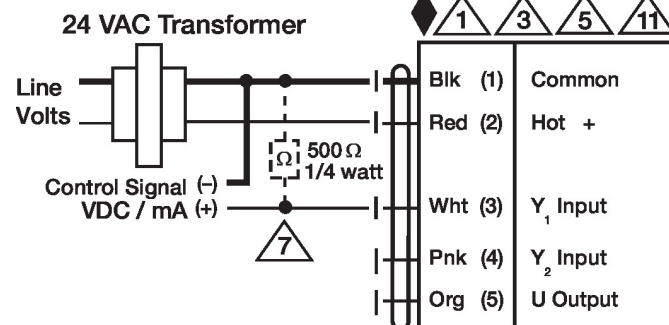 24 VAC Transformer
1 3 5 11
Line
Volts
Blk (1) Common
Red (2) Hot +
Ω 500 Ω
1/4 watt
Control Signal (-)
VDC / mA (+)
Wht (3) Y1 Input
7
Pnk (4) Y2 Input
Org (5) U Output